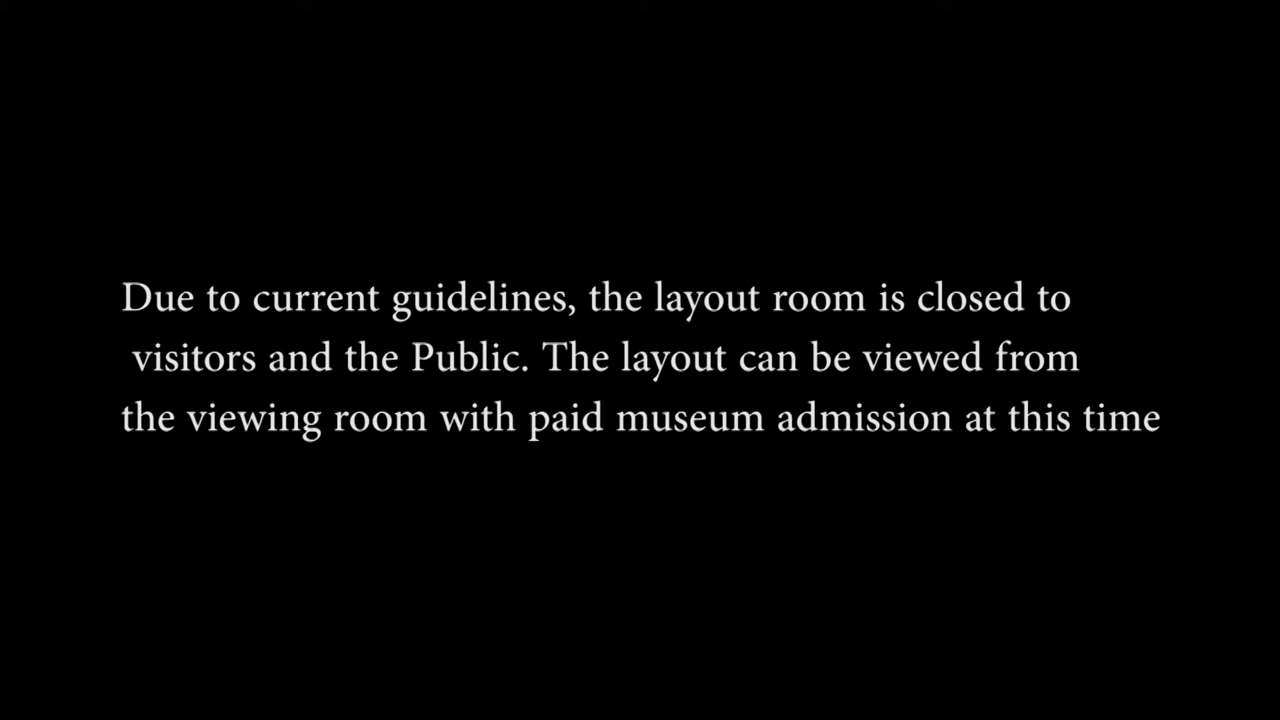 Due to current guidelines, the layout room is closed to
visitors and the Public. The layout can be viewed from
the viewing room with paid museum admission at this time